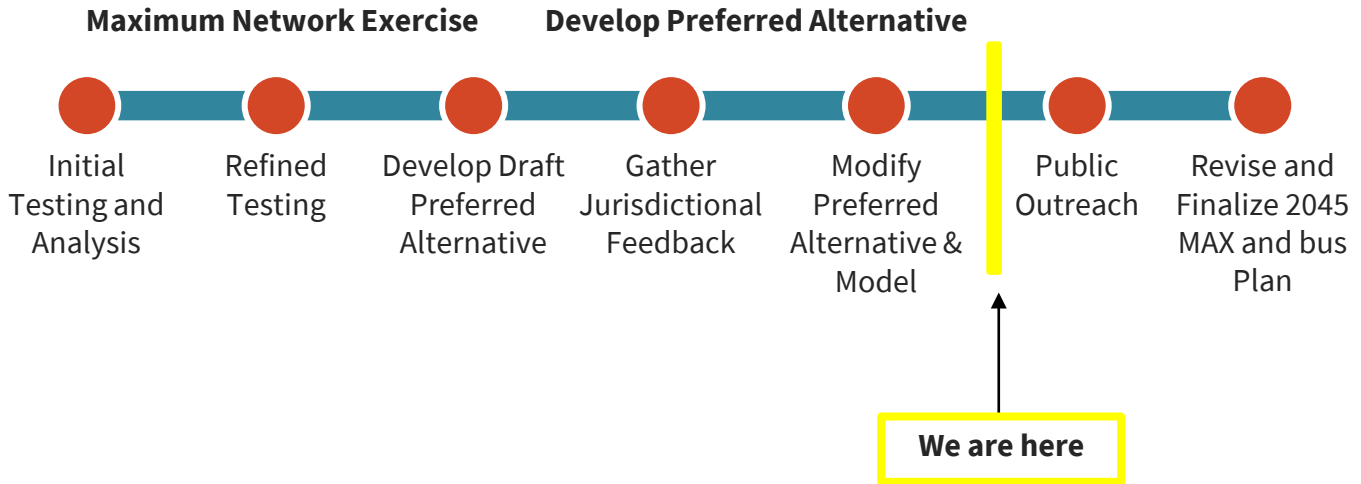 Maximum Network Exercise
Develop Preferred Alternative
Initial
Testing and
Analysis
Refined
Testing
Develop Draft
Preferred
Alternative
Gather
Jurisdictional
Feedback
Modify
Preferred
Alternative &
Model
Public
Outreach
Revise and
Finalize 2045
MAX and bus
Plan
We are here